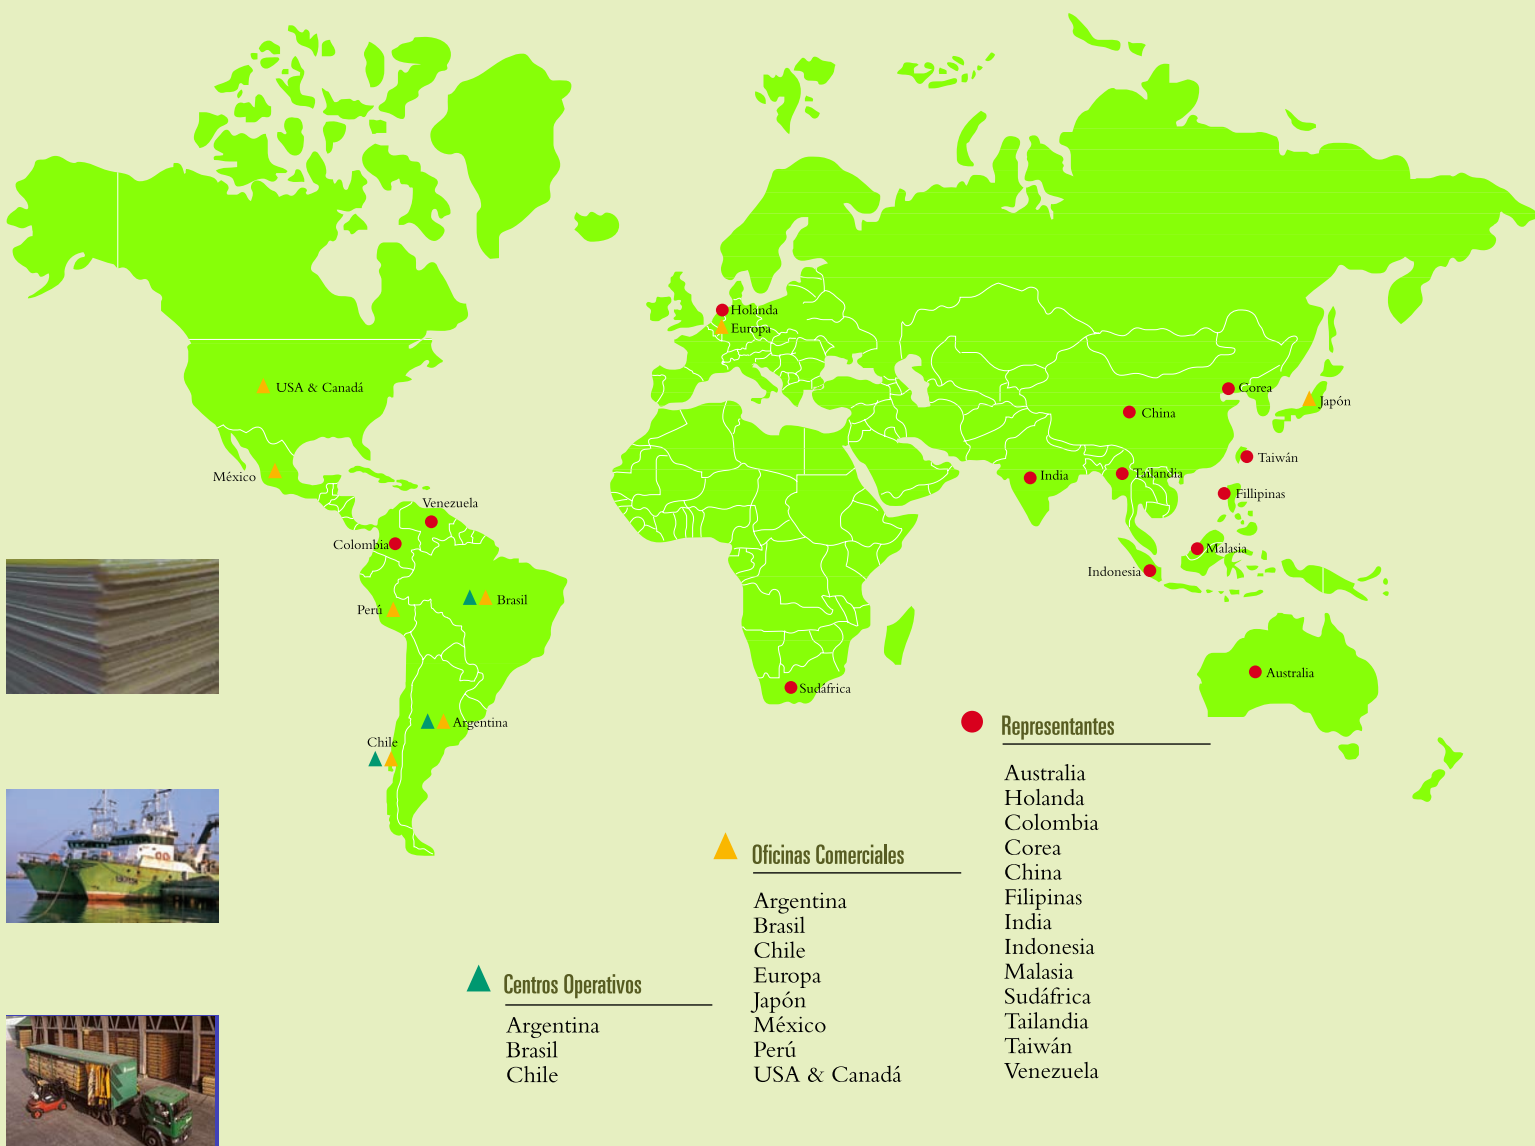 Holanda
Europa
USA & Canadá
Corea
Japón
China
México
Taiwán
India
Tailandia
Fillipinas
Venezuela
Colombia
Malasia
Indonesia
Perú
Brasil
Australia
Sudáfrica
Argentina
Chile
Representantes
Australia
Holanda
Colombia
Corea
China
Filipinas
India
Indonesia
Malasia
Sudáfrica
Tailandia
Taiwán
Venezuela
Oficinas Comerciales
Argentina
Brasil
Chile
Europa
Japón
México
Perú
USA & Canadá
Centros Operativos
Argentina
Brasil
Chile